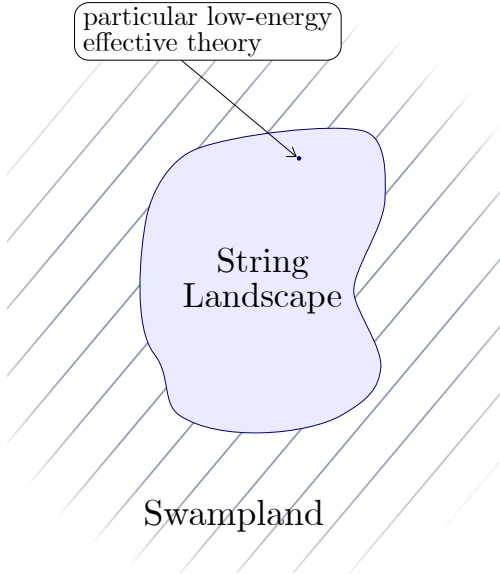 particular low-energy
effective theory
String
Landscape
Swampland